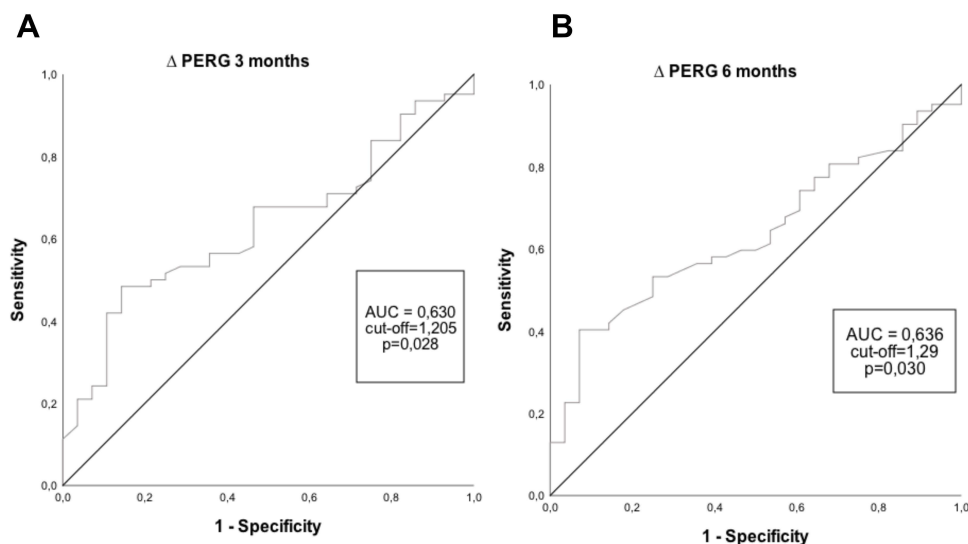 A
Δ PERG 3 months
1,0
0,8
0,6
0,4
0,2
0,0
0,0 0,2 0,4 0,6 0,8 1,0
Sensitivity
1 - Specificity
AUC = 0,630
cut-off=1,205
p=0,028
B
Δ PERG 6 months
1,0
0,8
0,6
0,4
0,2
0,0
0,0 0,2 0,4 0,6 0,8 1,0
Sensitivity
1 - Specificity
AUC = 0,636
cut-off=1,29
p=0,030